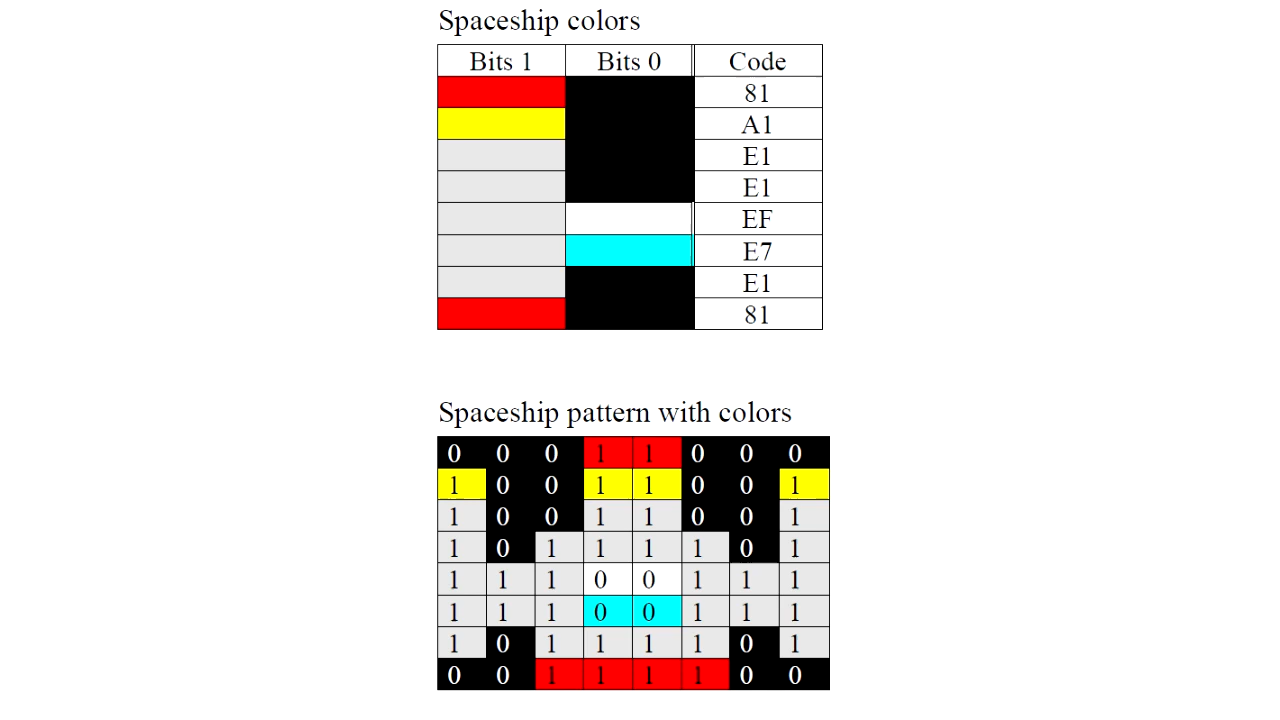 Spaceship colors
Bits 1 Bits 0 Code
81
A1
E1
E1
EF
E7
E1
81
Spaceship pattern with colors
0 0 0 1 1 0 0 0
1 0 0 1 1 0 0 1
1 0 0 1 1 0 0 1
1 0 1 1 1 1 0 1
1 1 1 0 0 1 1 1
1 1 1 0 0 1 1 1
1 0 1 1 1 1 0 1
0 0 1 1 1 1 0 0